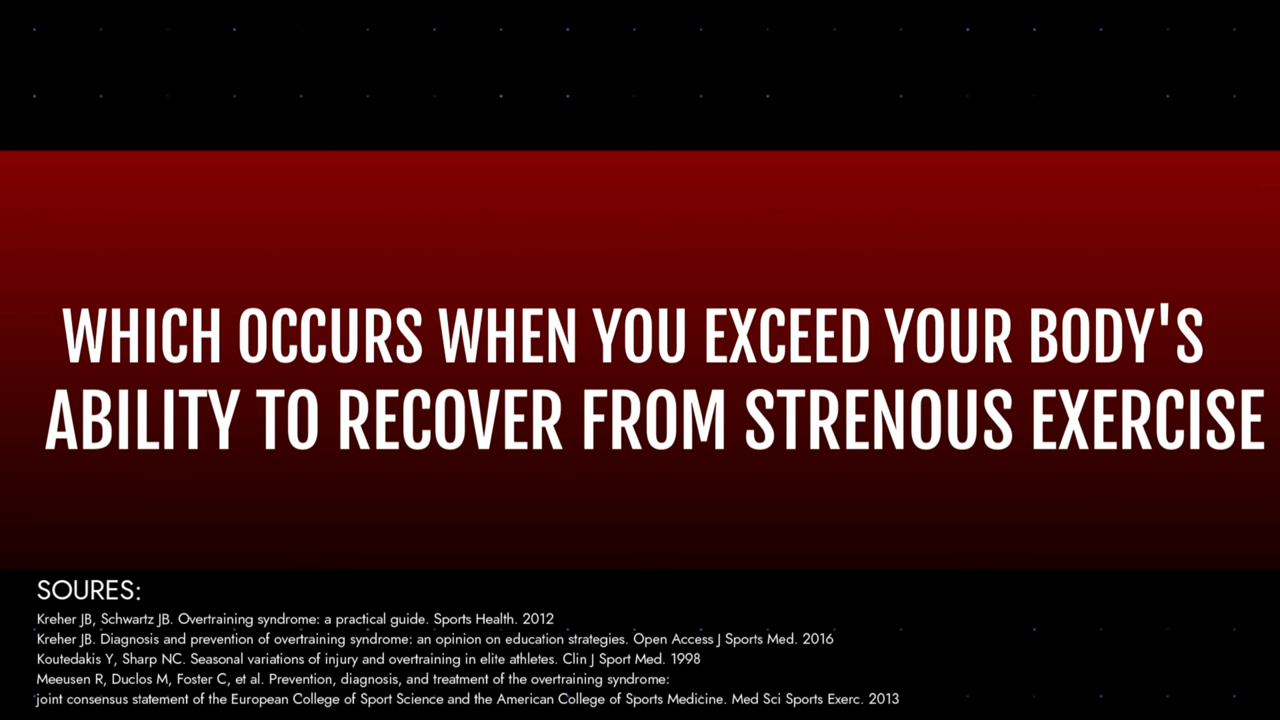 WHICH OCCURS WHEN YOU EXCEED YOUR BODY'S
ABILITY TO RECOVER FROM STRENOUS EXERCISE
SOURES:
Kreher JB, Schwartz JB. Overtraining syndrome: a practical guide. Sports Health. 2012
Kreher JB. Diagnosis and prevention of overtraining syndrome: an opinion on education strategies. Open Access J Sports Med. 2016
Koutedakis Y, Sharp NC. Seasonal variations of injury and overtraining in elite athletes. Clin J Sport Med. 1998
Meeusen R, Duclos M, Foster C, et al. Prevention, diagnosis, and treatment of the overtraining syndrome:
joint consensus statement of the European College of Sport Science and the American College of Sports Medicine. Med Sci Sports Exerc. 2013